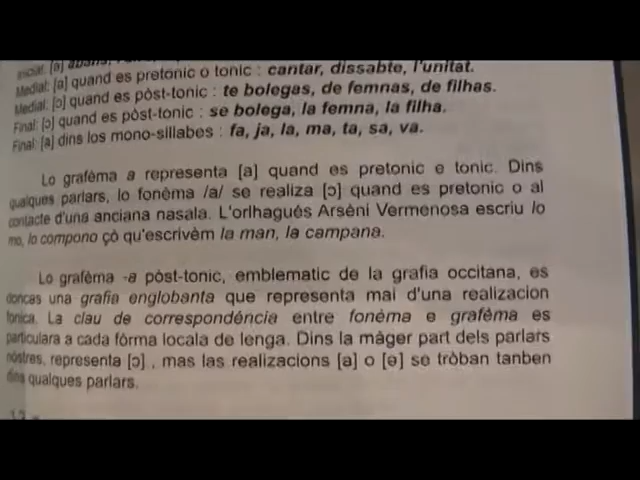 Inicial: [a] abans,
Medial: [a] quand es pretonic o tonic : cantar, dissabte, l'unitat.
Medial: [ɔ] quand es pòst-tonic : te bolegas, de femnas, de filhas.
Final: [ɔ] quand es pòst-tonic : se bolega, la femna, la filha.
Final: [a] dins los mono-sillabes : fa, ja, la, ma, ta, sa, va.
Lo grafèma a representa [a] quand es pretonic e tonic. Dins
qualques parlars, lo fonèma /a/ se realiza [ɔ] quand es pretonic o al
contacte d'una anciana nasala. L'orlhagués Arsèni Vermenosa escriu lo
mo, lo compono çò qu'escrivèm la man, la campana.
Lo grafèma -a pòst-tonic, emblematic de la grafia occitana, es
doncas una grafia englobanta que representa mai d'una realizacion
fonica. La clau de correspondéncia entre fonèma e grafèma es
particulara a cada fòrma locala de lenga. Dins la màger part dels parlars
nòstres, representa [ɔ] , mas las realizacions [a] o [ə] se tròban tanben
dins qualques parlars.